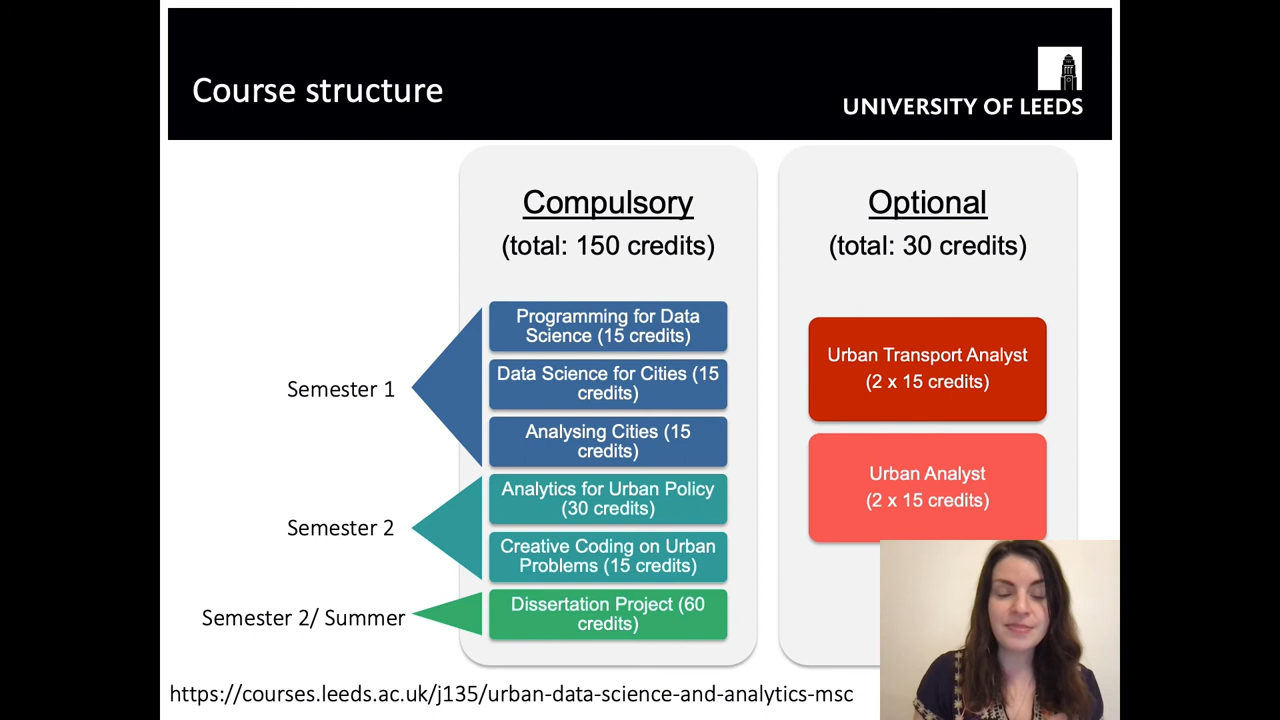 Course structure
UNIVERSITY OF LEEDS
Compulsory
(total: 150 credits)
Optional
(total: 30 credits)
Semester 1
Programming for Data
Science (15 credits)
Data Science for Cities (15
credits)
Analysing Cities (15
credits)
Semester 2
Analytics for Urban Policy
(30 credits)
Creative Coding on Urban
Problems (15 credits)
Semester 2/ Summer
Dissertation Project (60
credits)
Urban Transport Analyst
(2 x 15 credits)
Urban Analyst
(2 x 15 credits)
https://courses.leeds.ac.uk/j135/urban-data-science-and-analytics-msc